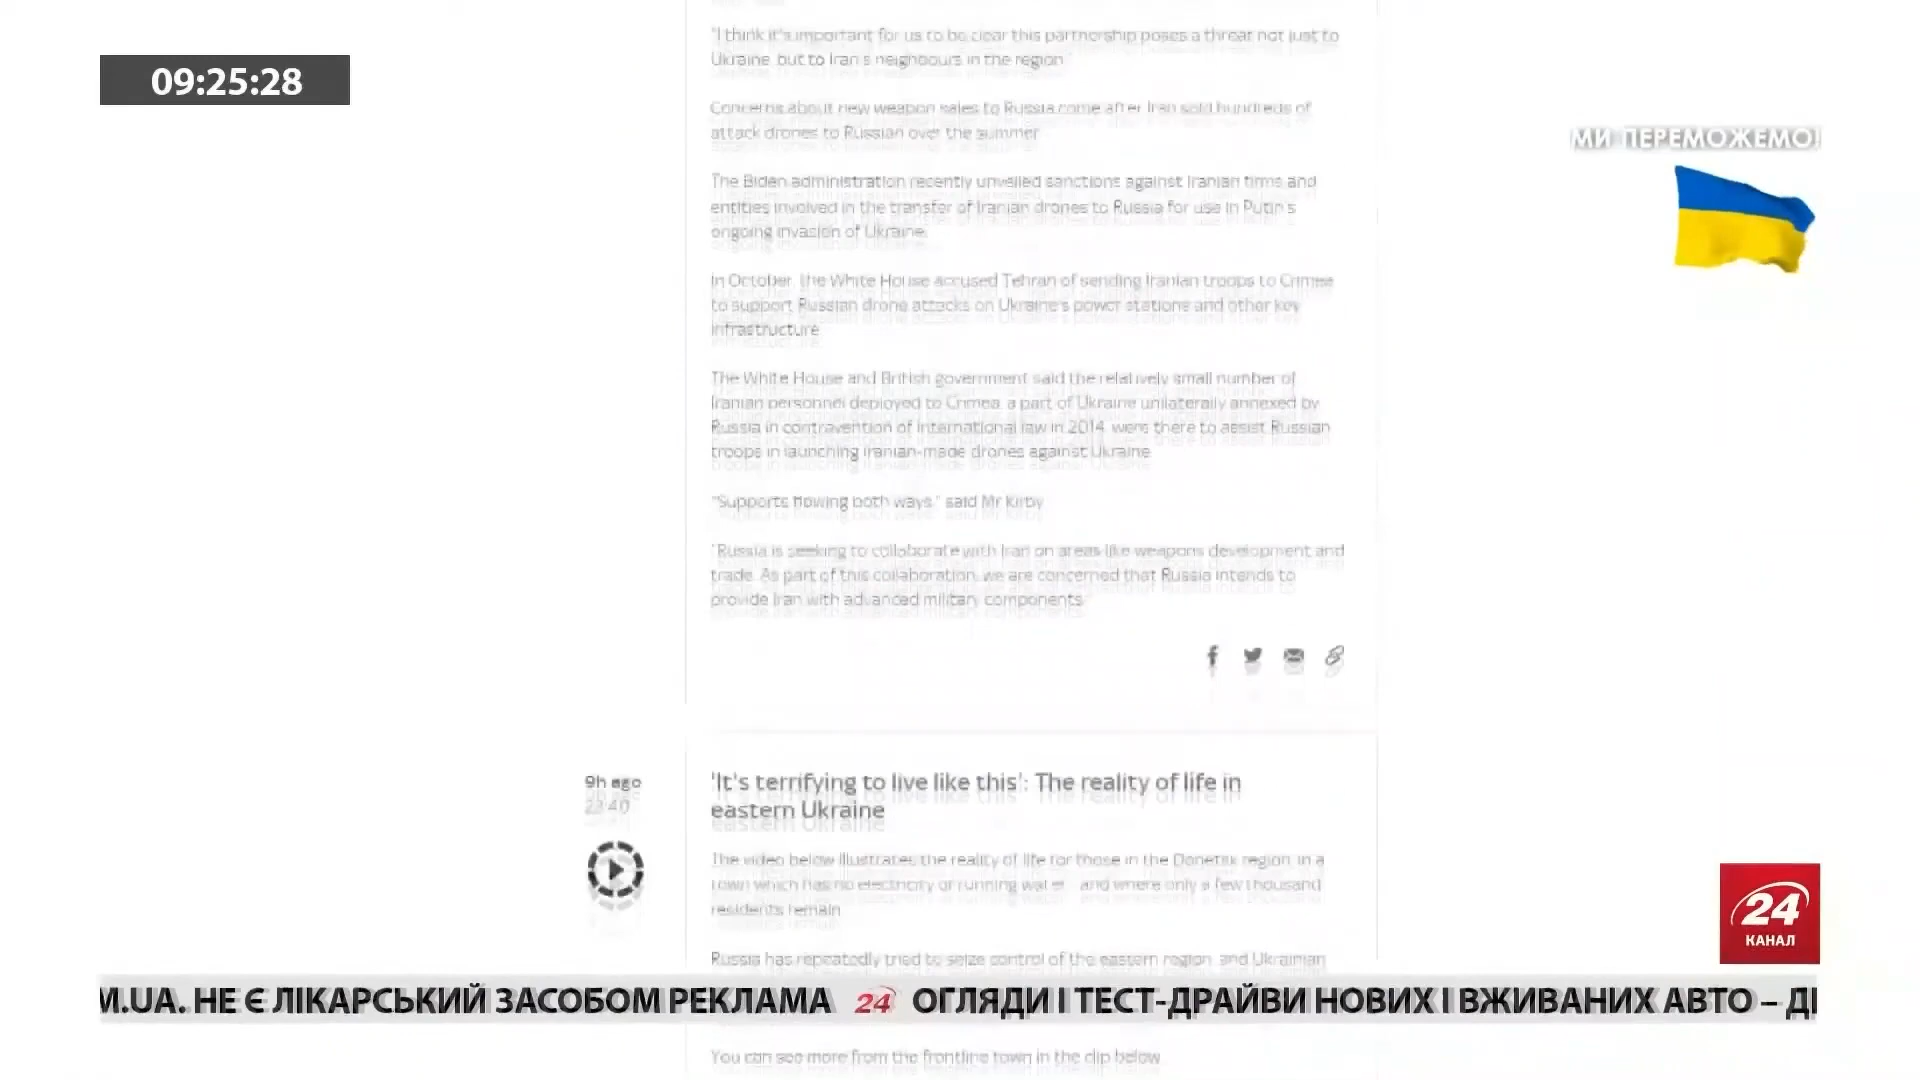 "I think it's important for us to be clear this partnership poses a threat not just to
Ukraine, but to Iran's neighbours in the region."
09:25:28
Concerns about new weapon sales to Russia come after Iran sold hundreds of
attack drones to Russian over the summer.
МИ ПЕРЕМОЖЕМО!
The Biden administration recently unveiled sanctions against Iranian firms and
entities involved in the transfer of Iranian drones to Russia for use in Putin's
ongoing invasion of Ukraine.
In October, the White House accused Tehran of sending Iranian troops to Crimea
to support Russian drone attacks on Ukraine's power stations and other key
infrastructure.
The White House and British government said the relatively small number of
Iranian personnel deployed to Crimea, a part of Ukraine unilaterally annexed by
Russia in contravention of international law in 2014, were there to assist Russian
troops in launching Iranian-made drones against Ukraine.
"Supports flowing both ways," said Mr Kirby.
"Russia is seeking to collaborate with Iran on areas like weapons development and
trade. As part of this collaboration, we are concerned that Russia intends to
provide Iran with advanced military components."
9h ago
23:40
'It's terrifying to live like this': The reality of life in
eastern Ukraine
The video below illustrates the reality of life for those in the Donetsk region, in a
town which has no electricity or running water - and where only a few thousand
residents remain.
24
КАНАЛ
Russia has repeatedly tried to seize control of the eastern region, and Ukrainian
M.UA. НЕ Є ЛІКАРСЬКИЙ ЗАСОБОМ РЕКЛАМА 24 ОГЛЯДИ І ТЕСТ-ДРАЙВИ НОВИХ І ВЖИВАНИХ АВТО –
You can see more from the frontline town in the clip below.